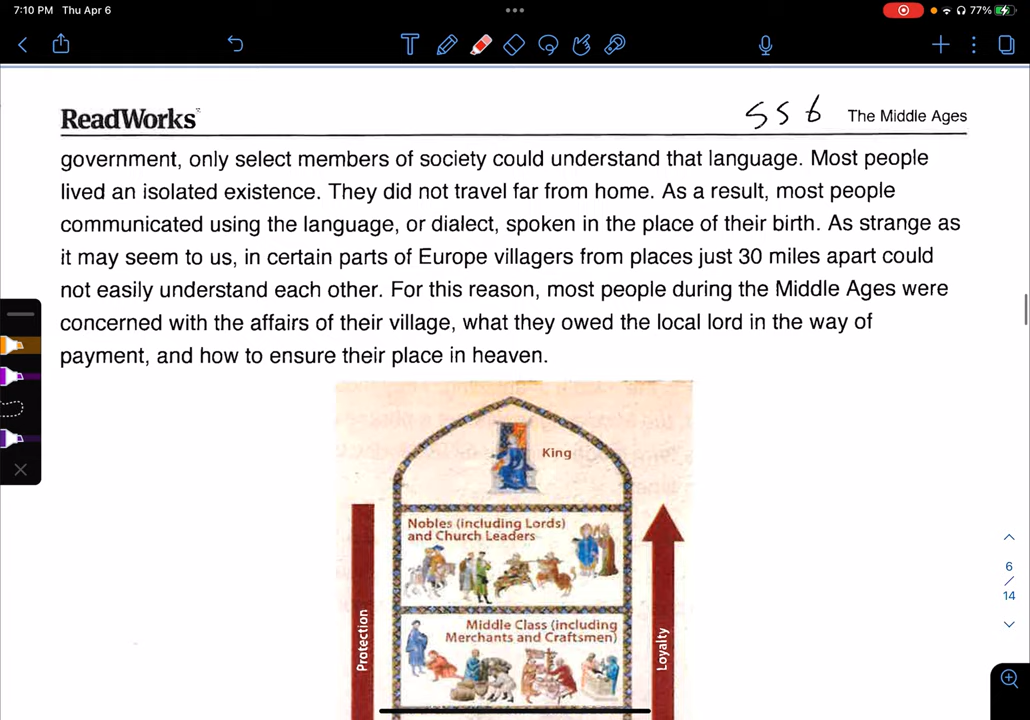 7:10 PM Thu Apr 6
77%
ReadWorks
SS6 The Middle Ages
government, only select members of society could understand that language. Most people
lived an isolated existence. They did not travel far from home. As a result, most people
communicated using the language, or dialect, spoken in the place of their birth. As strange as
it may seem to us, in certain parts of Europe villagers from places just 30 miles apart could
not easily understand each other. For this reason, most people during the Middle Ages were
concerned with the affairs of their village, what they owed the local lord in the way of
payment, and how to ensure their place in heaven.
King
Nobles (including Lords)
and Church Leaders
Middle Class (including
Merchants and Craftsmen)
Protection
Loyalty
6
/
14